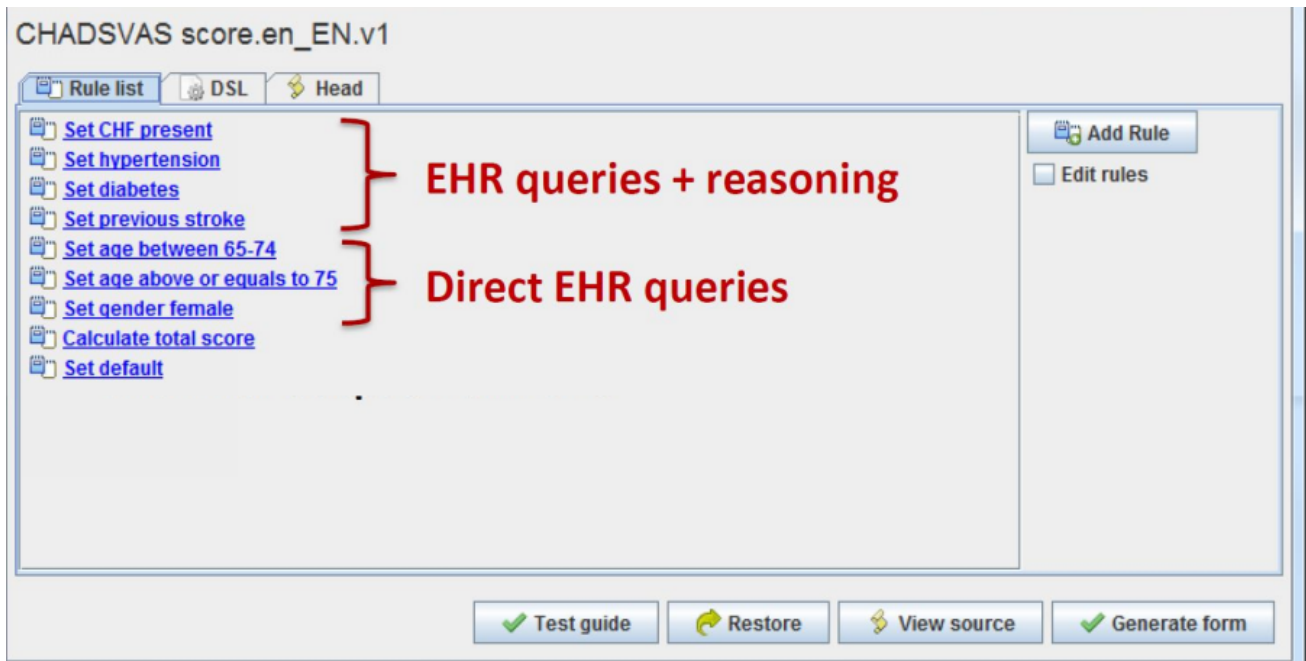 CHADSVAS score.en_EN.v1
Rule list DSL Head
Set CHF present
Set hypertension
Set diabetes
Set previous stroke
Set age between 65-74
Set age above or equals to 75
Set gender female
Calculate total score
Set default
EHR queries + reasoning
Direct EHR queries
Add Rule
Edit rules
Test guide Restore View source Generate form